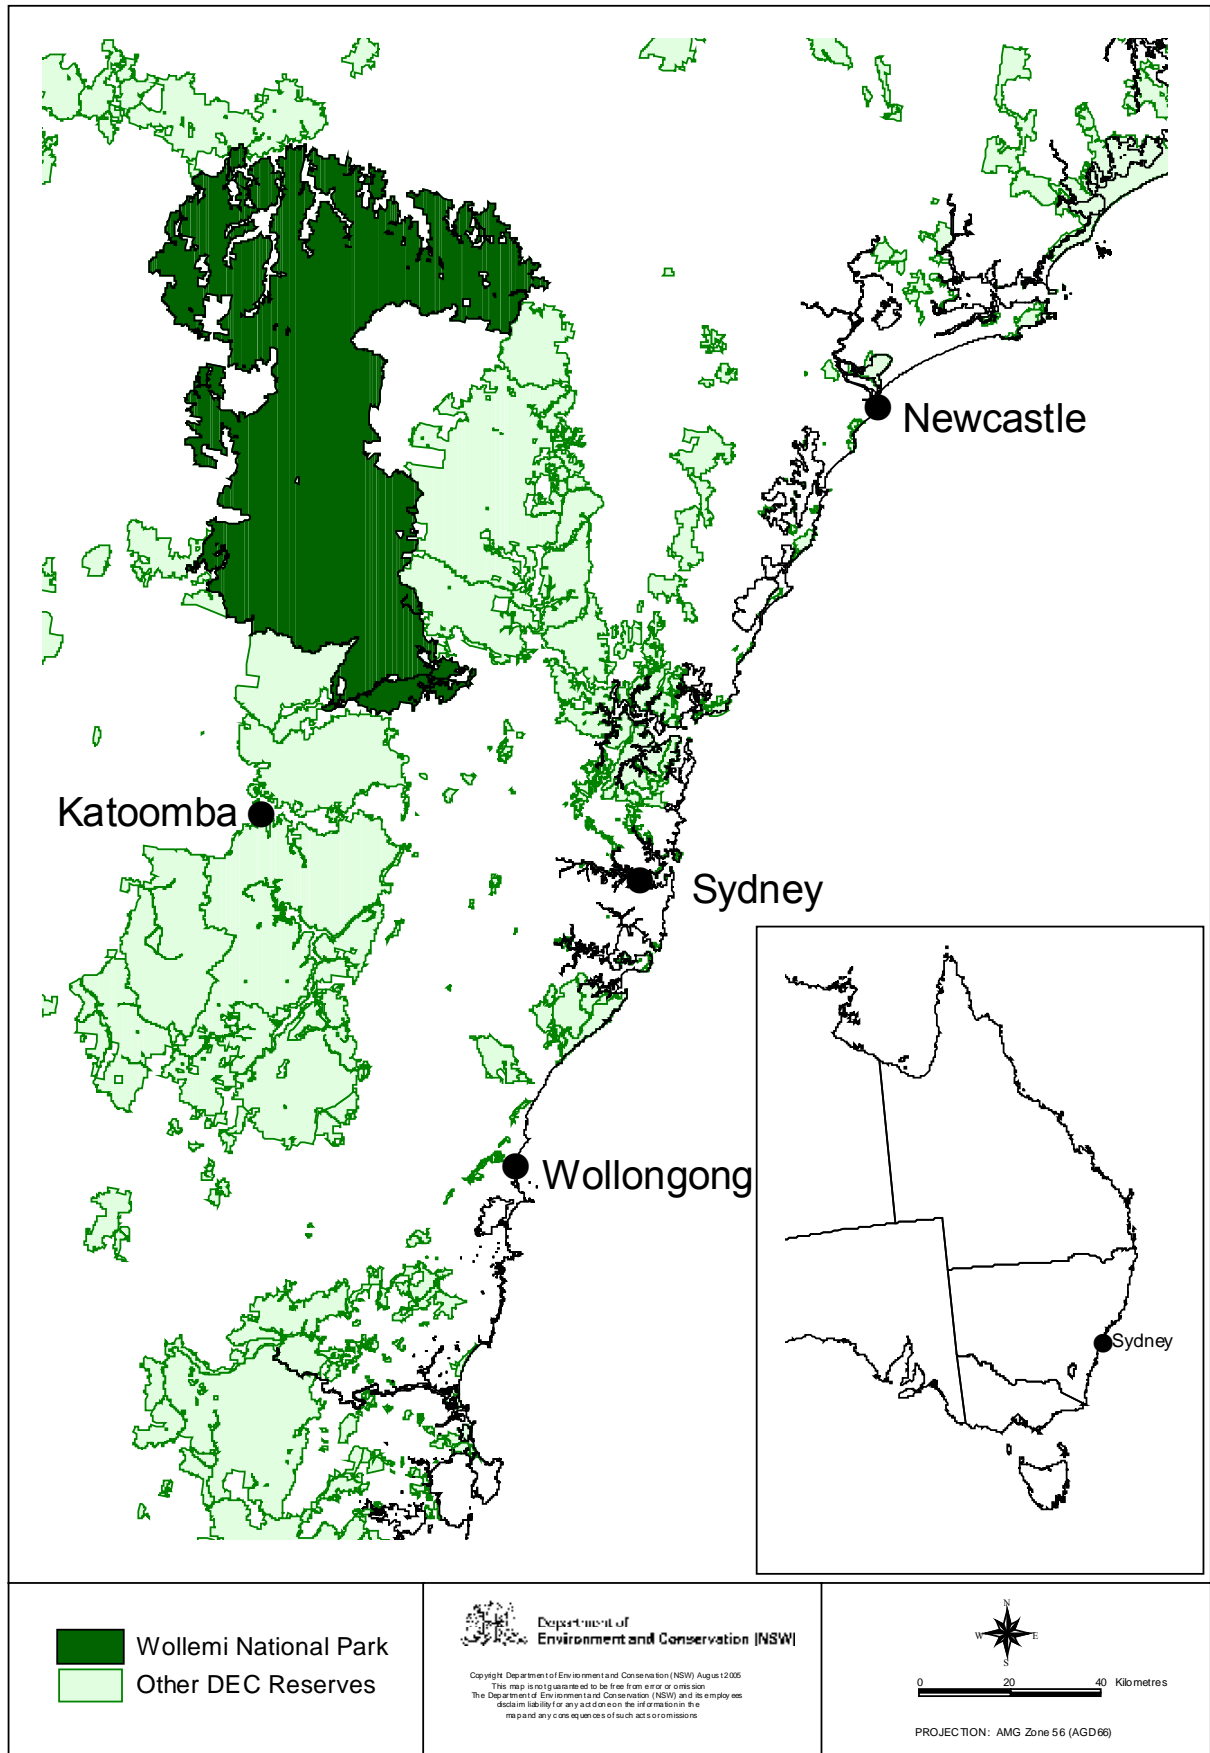 Newcastle
Katoomba
Sydney
Wollongong
Sydney
Wollemi National Park
Other DEC Reserves
Department of
Environment and Conservation (NSW)
Copyright Department of Environment and Conservation (NSW) August 2005
This map is not guaranteed to be free from error or omission
The Department of Environment and Conservation (NSW) and its employees
disclaim liability for any act done on the information in the
map and any consequences of such acts or omissions
N
W E
S
0 20 40 Kilometres
PROJECTION: AMG Zone 56 (AGD66)